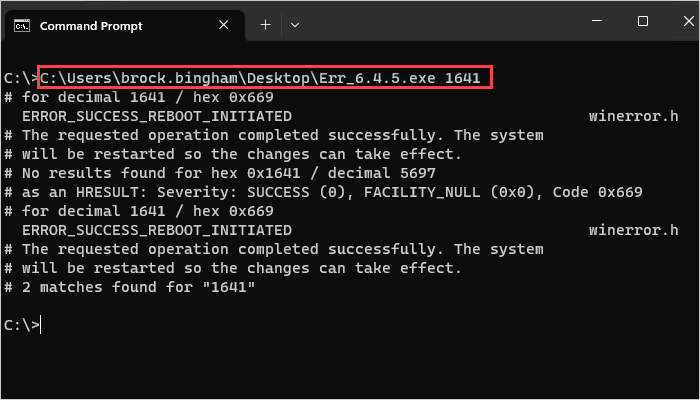 Command Prompt
C:\>C:\Users\brock.bingham\Desktop\Err_6.4.5.exe 1641
# for decimal 1641 / hex 0x669
ERROR_SUCCESS_REBOOT_INITIATED winerror.h
# The requested operation completed successfully. The system
# will be restarted so the changes can take effect.
# No results found for hex 0x1641 / decimal 5697
# as an HRESULT: Severity: SUCCESS (0), FACILITY_NULL (0x0), Code 0x669
# for decimal 1641 / hex 0x669
ERROR_SUCCESS_REBOOT_INITIATED winerror.h
# The requested operation completed successfully. The system
# will be restarted so the changes can take effect.
# 2 matches found for "1641"
C:\>